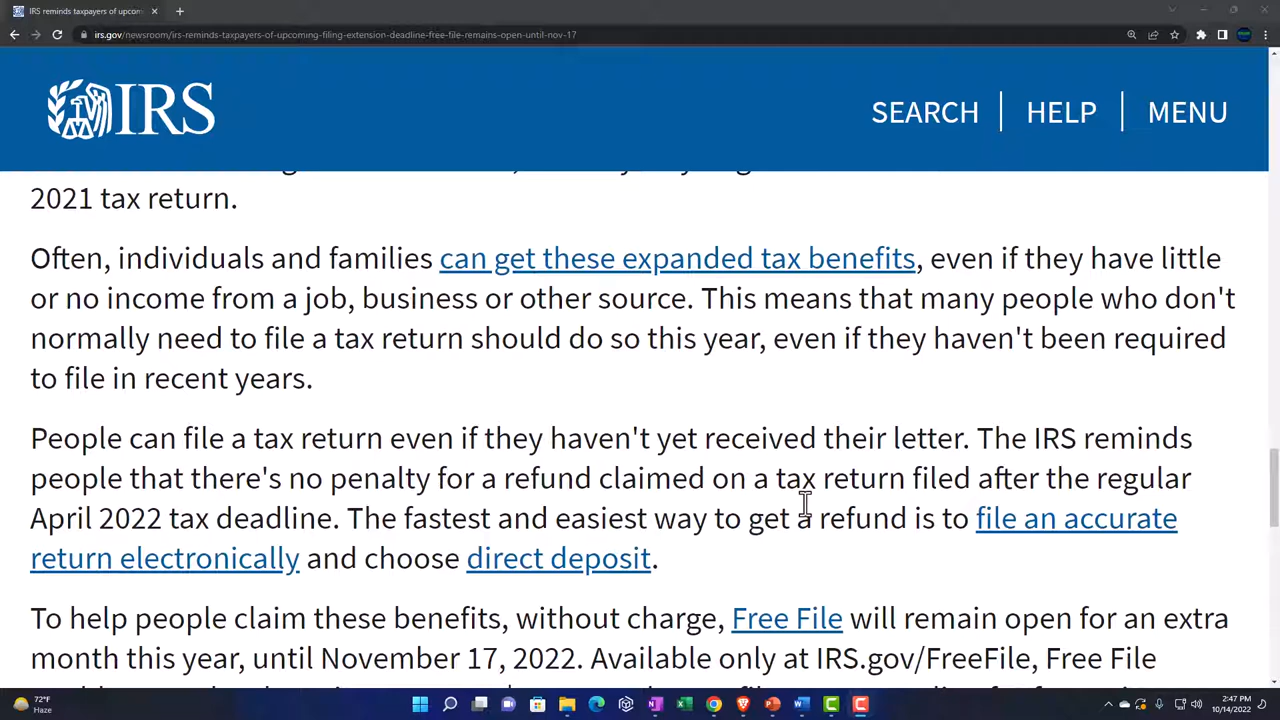 IRS reminds taxpayers of upcom
irs.gov/newsroom/irs-reminds-taxpayers-of-upcoming-filing-extension-deadline-free-file-remains-open-until-nov-17
IRS
SEARCH
HELP
MENU
2021 tax return.
Often, individuals and families can get these expanded tax benefits, even if they have little
or no income from a job, business or other source. This means that many people who don't
normally need to file a tax return should do so this year, even if they haven't been required
to file in recent years.
People can file a tax return even if they haven't yet received their letter. The IRS reminds
people that there's no penalty for a refund claimed on a tax return filed after the regular
April 2022 tax deadline. The fastest and easiest way to get a refund is to file an accurate
return electronically and choose direct deposit.
To help people claim these benefits, without charge, Free File will remain open for an extra
month this year, until November 17, 2022. Available only at IRS.gov/FreeFile, Free File
72°F
Haze
2:47 PM
10/14/2022